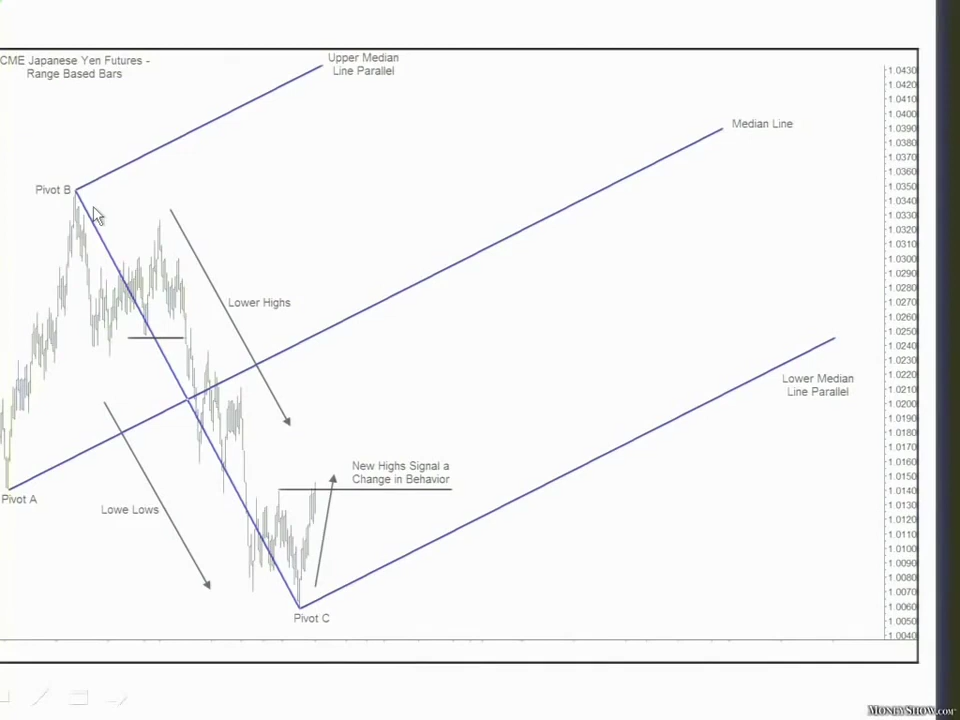 CME Japanese Yen Futures -
Range Based Bars
Upper Median
Line Parallel
Median Line
Pivot B
Lower Highs
Lower Median
Line Parallel
New Highs Signal a
Change in Behavior
Pivot A
Lowe Lows
Pivot C
1.0430
1.0420
1.0410
1.0400
1.0390
1.0380
1.0370
1.0360
1.0350
1.0340
1.0330
1.0320
1.0310
1.0300
1.0290
1.0280
1.0270
1.0260
1.0250
1.0230
1.0220
1.0210
1.0200
1.0190
1.0180
1.0170
1.0160
1.0150
1.0140
1.0120
1.0110
1.0100
1.0090
1.0080
1.0070
1.0060
1.0050
1.0040
MONEYSHOW.COM